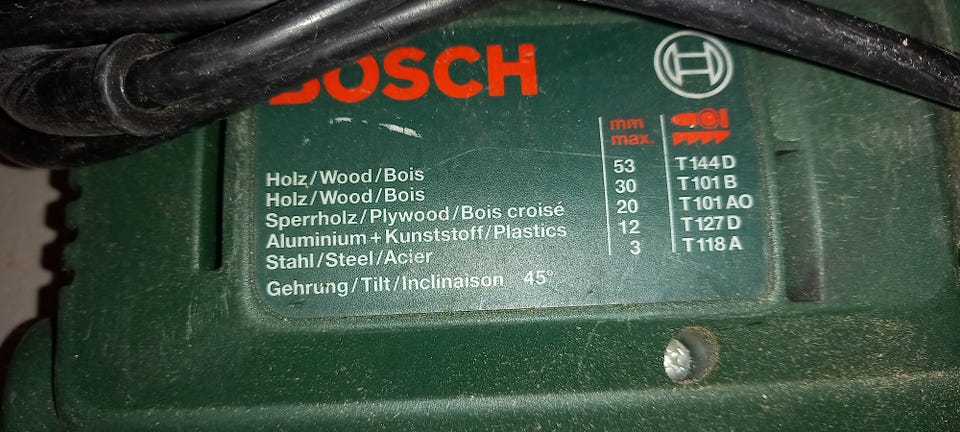 BOSCH
mm
max.
Holz/Wood/Bois 53 T144D
Holz/Wood/Bois 30 T101B
Sperrholz/Plywood/Bois croisé 20 T101AO
Aluminium+Kunststoff/Plastics 12 T127D
Stahl/Steel/Acier 3 T118A
Gehrung/Tilt/Inclinaison 45°